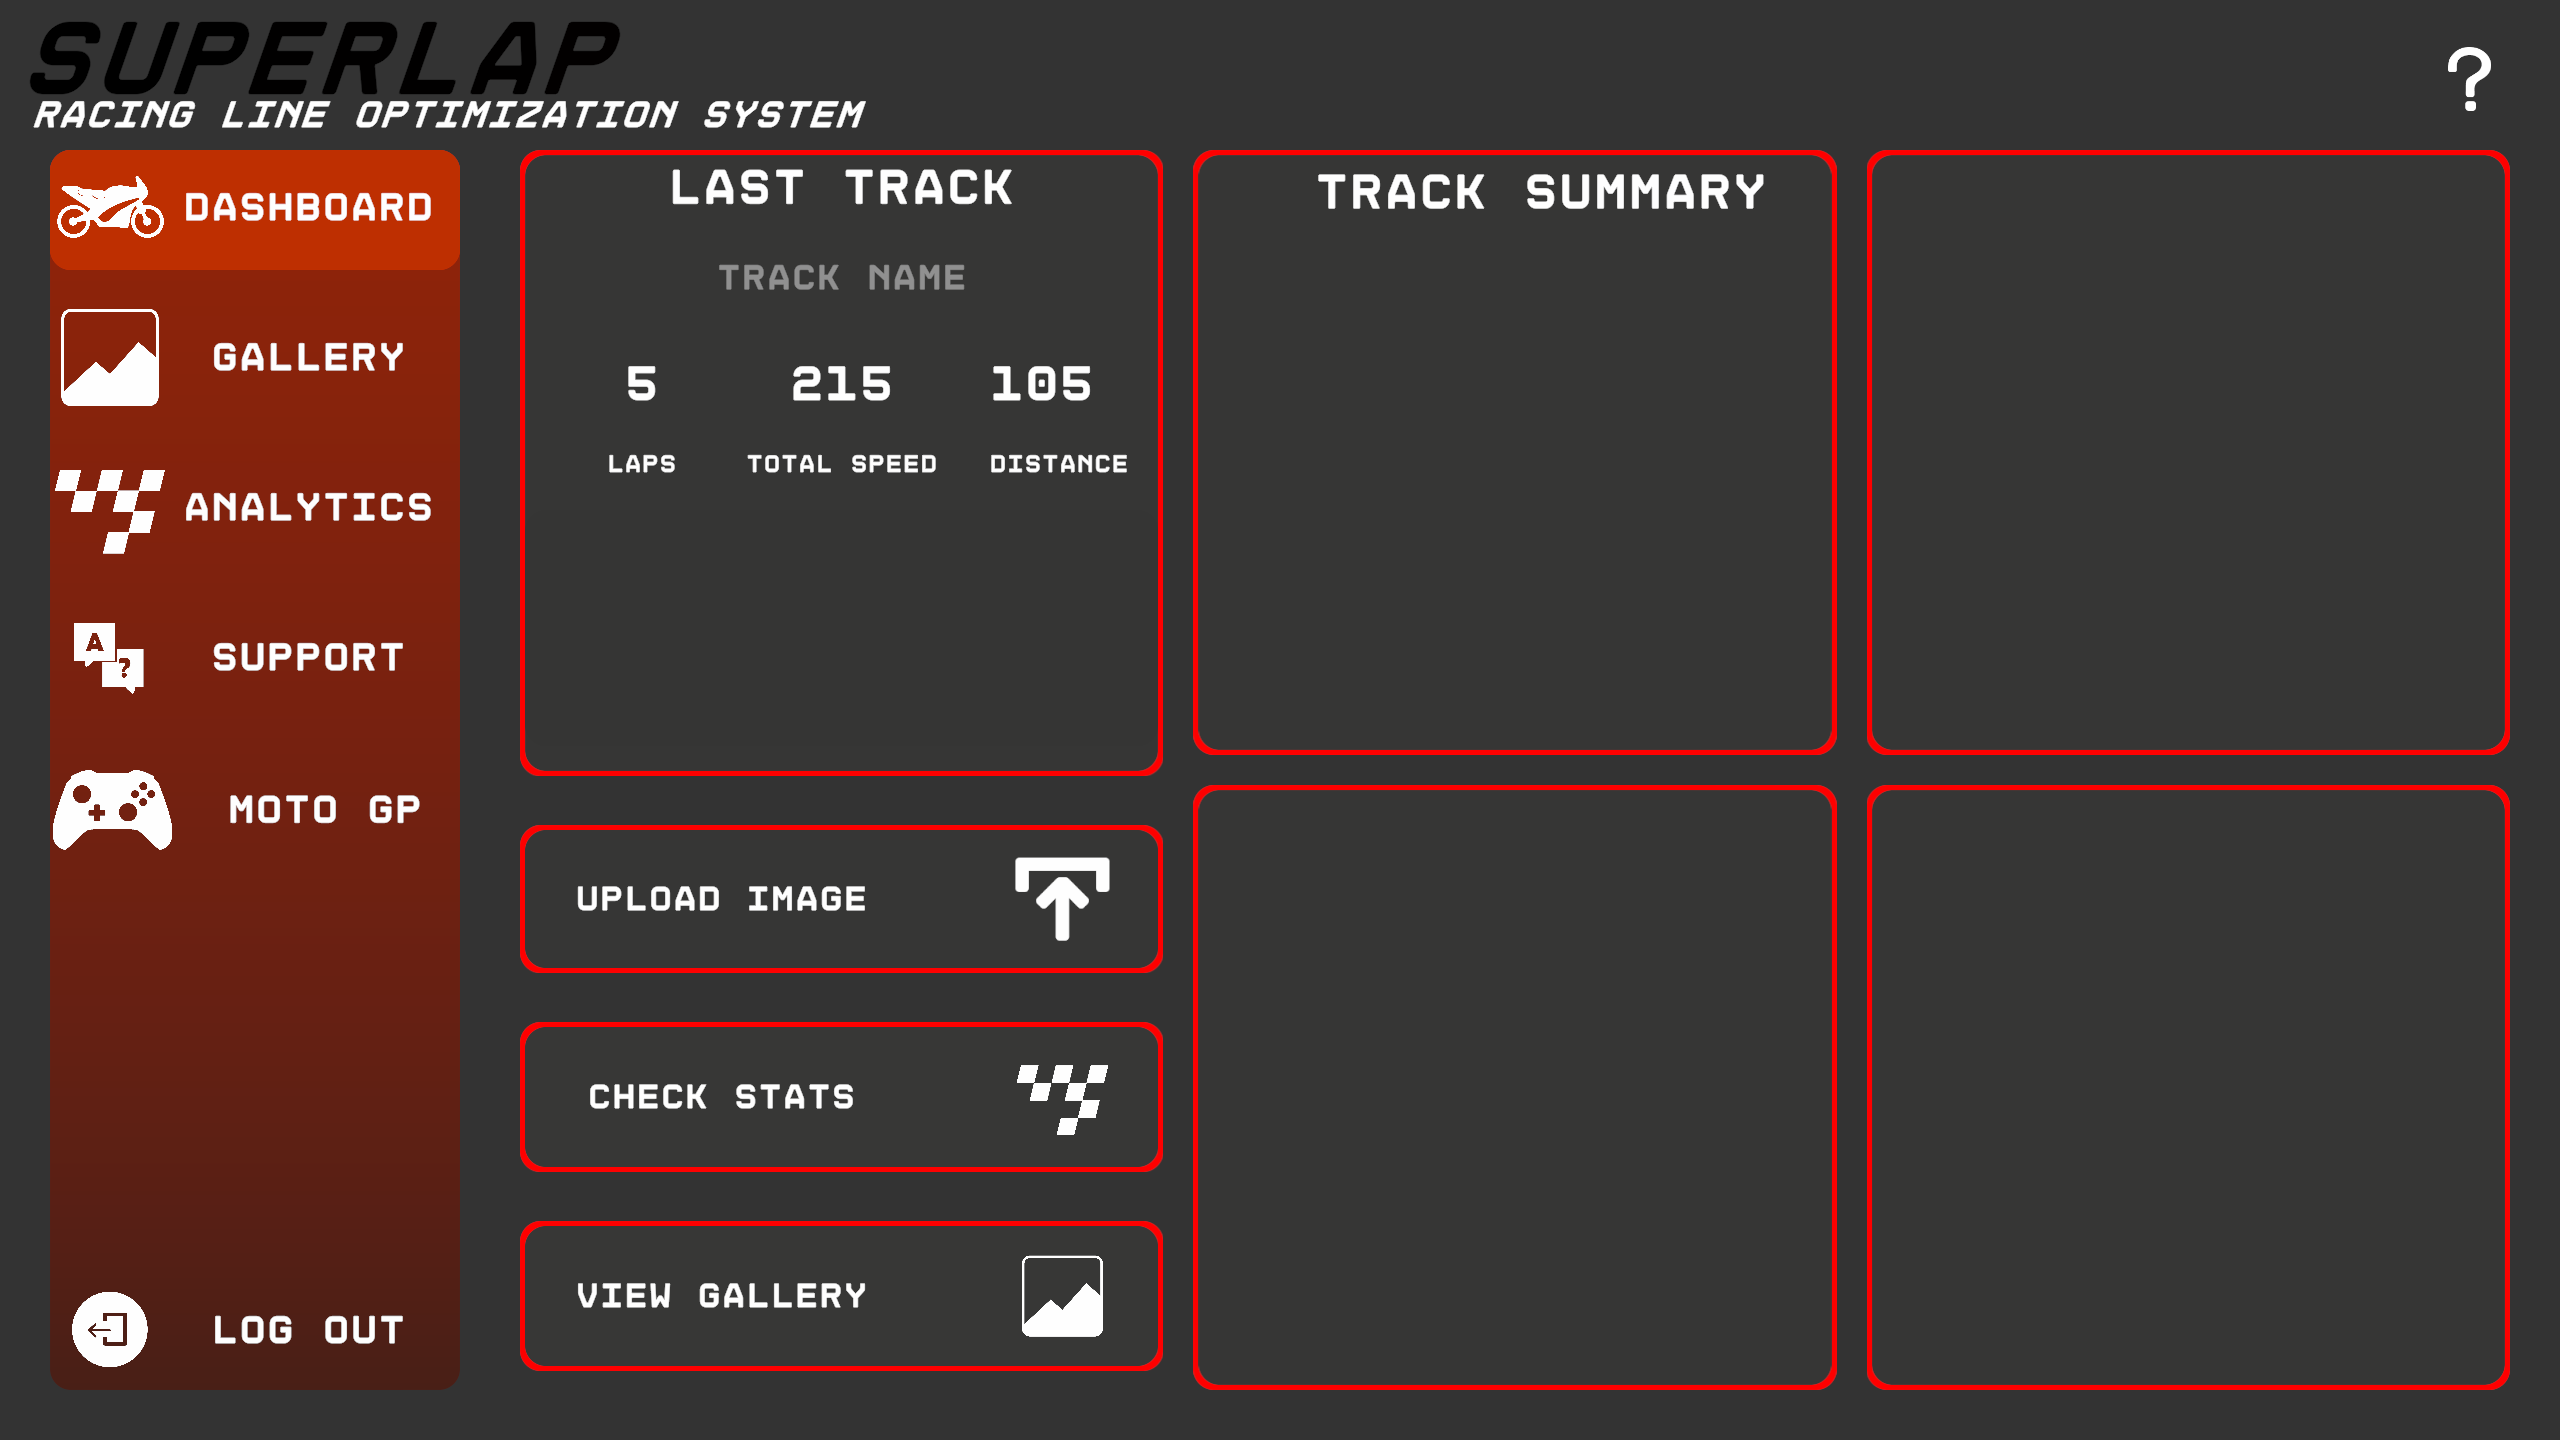 SUPERLAP
RACING LINE OPTIMIZATION SYSTEM
?
DASHBOARD
GALLERY
ANALYTICS
A
?
SUPPORT
MOTO GP
LOG OUT
LAST TRACK
TRACK NAME
5 215 105
LAPS TOTAL SPEED DISTANCE
UPLOAD IMAGE
CHECK STATS
VIEW GALLERY
TRACK SUMMARY